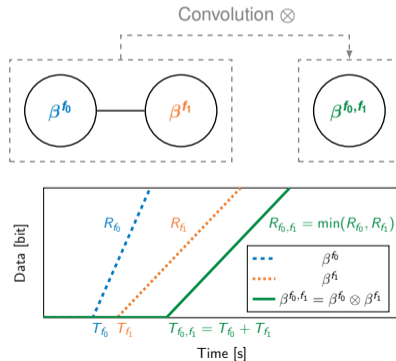 Convolution ⊗
β^f₀ β^f₁ β^f₀,f₁
Data [bit]
R_f₀ R_f₁ R_f₀,f₁ = min(R_f₀, R_f₁)
β^f₀
β^f₁
β^f₀,f₁ = β^f₀ ⊗ β^f₁
T_f₀ T_f₁ T_f₀,f₁ = T_f₀ + T_f₁
Time [s]